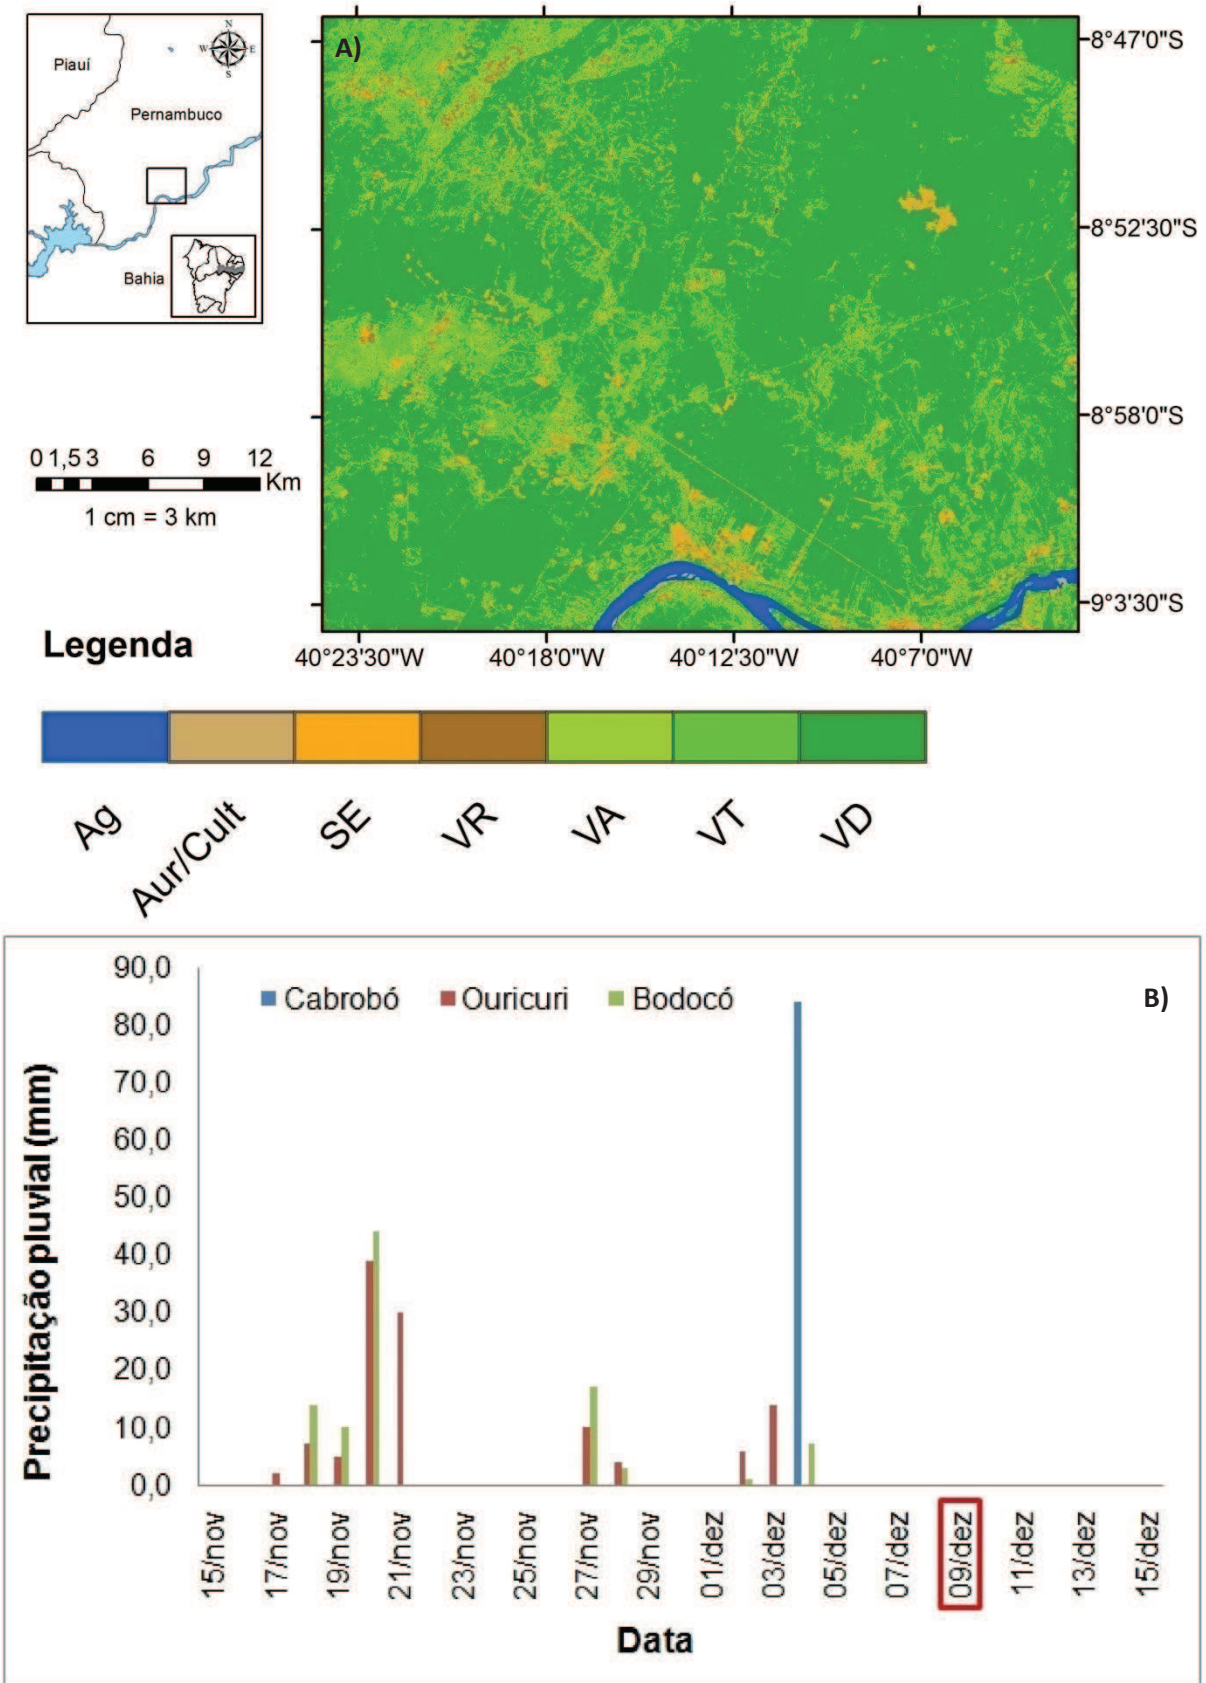 N
W E
S
Piauí
Pernambuco
Bahia
A)
8°47'0"S
8°52'30"S
8°58'0"S
9°3'30"S
40°23'30"W 40°18'0"W 40°12'30"W 40°7'0"W
0 1,5 3 6 9 12
Km
1 cm = 3 km
Legenda
Ag Aur/Cult SE VR VA VT VD
B)
Cabrobó Ouricuri Bodocó
Precipitação pluvial (mm)
90,0
80,0
70,0
60,0
50,0
40,0
30,0
20,0
10,0
0,0
15/nov 17/nov 19/nov 21/nov 23/nov 25/nov 27/nov 29/nov 01/dez 03/dez 05/dez 07/dez 09/dez 11/dez 13/dez 15/dez
Data